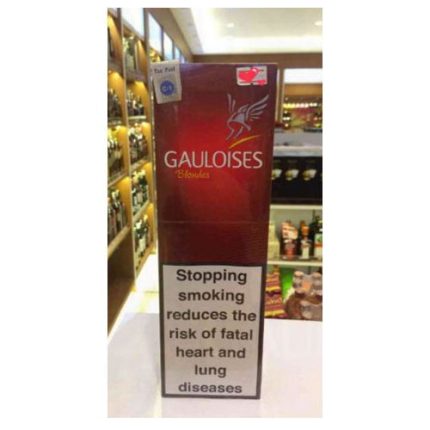 Tax Paid
GAULOISES
Blondes
Stopping
smoking
reduces the
risk of fatal
heart and
lung
diseases